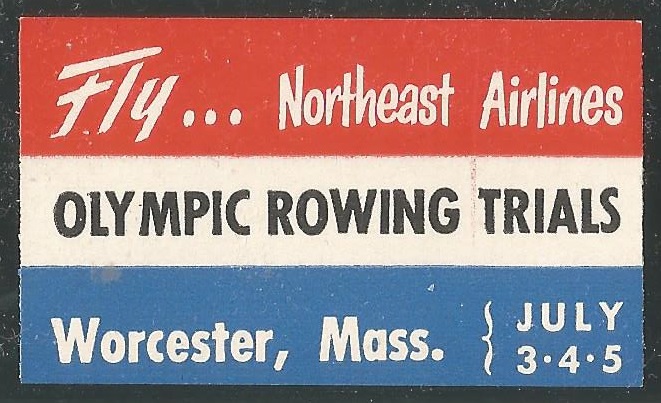 Fly... Northeast Airlines
OLYMPIC ROWING TRIALS
Worcester, Mass. { JULY
3·4·5